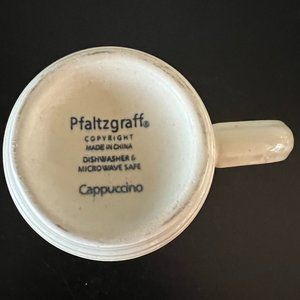 Pfaltzgraff®
COPYRIGHT
MADE IN CHINA
DISHWASHER &
MICROWAVE SAFE
Cappuccino